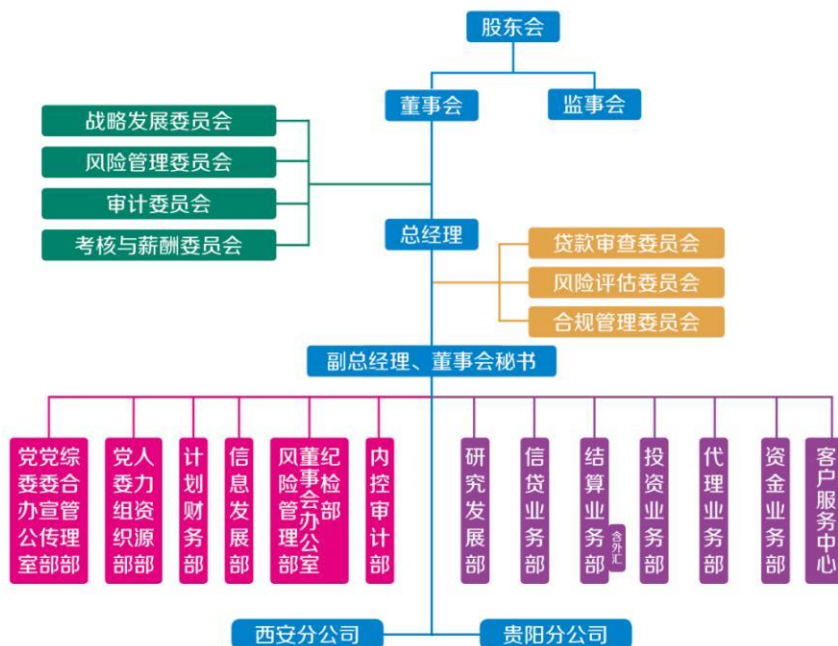 股东会
董事会
监事会
战略发展委员会
风险管理委员会
审计委员会
考核与薪酬委员会
总经理
贷款审查委员会
风险评估委员会
合规管理委员会
副总经理、董事会秘书
综合管理部
党委宣传部
党委办公室
人力资源部
党委组织部
计划财务部
信息发展部
纪检部
董事会办公室
风险管理部
内控审计部
研究发展部
信贷业务部
结算业务部
含外汇
投资业务部
代理业务部
资金业务部
客户服务中心
西安分公司
贵阳分公司